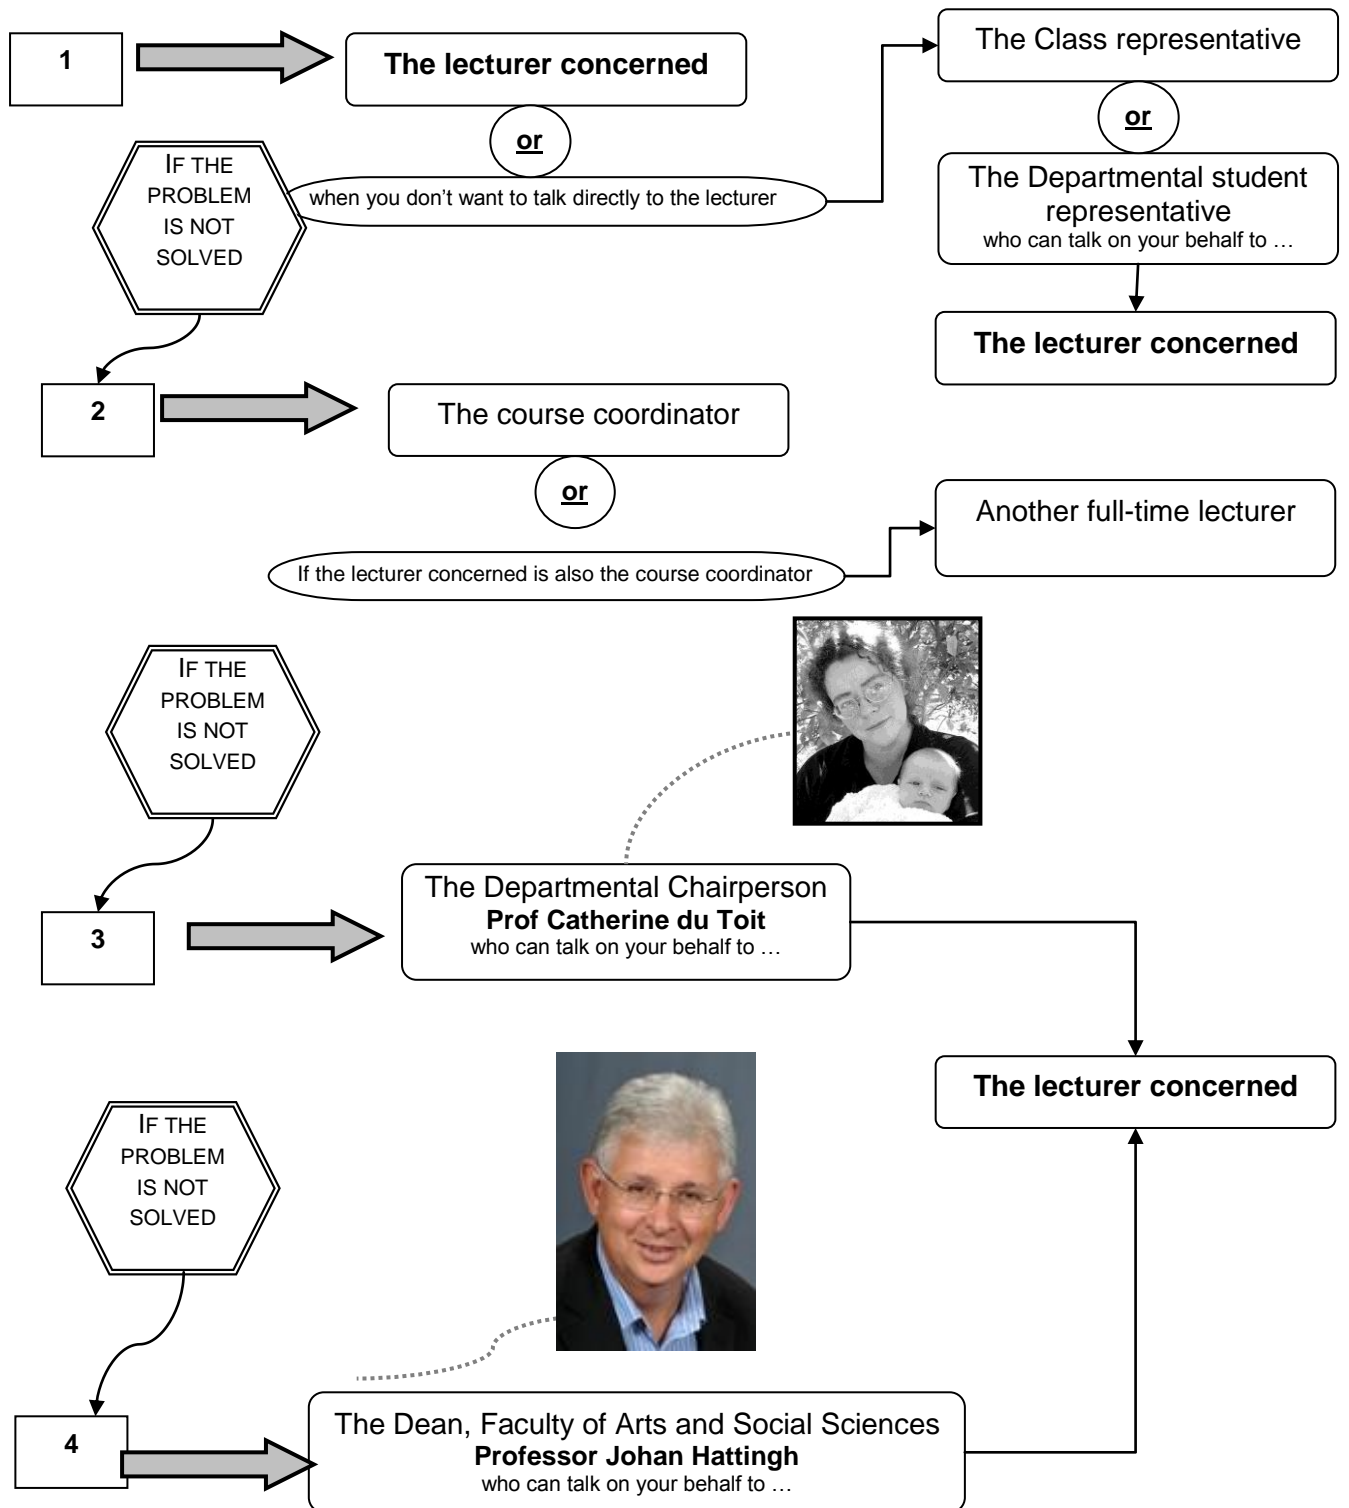 1
The lecturer concerned
or
when you don't want to talk directly to the lecturer
The Class representative
or
The Departmental student
representative
who can talk on your behalf to …
The lecturer concerned
IF THE
PROBLEM
IS NOT
SOLVED
2
The course coordinator
or
If the lecturer concerned is also the course coordinator
Another full-time lecturer
IF THE
PROBLEM
IS NOT
SOLVED
3
The Departmental Chairperson
Prof Catherine du Toit
who can talk on your behalf to …
The lecturer concerned
IF THE
PROBLEM
IS NOT
SOLVED
4
The Dean, Faculty of Arts and Social Sciences
Professor Johan Hattingh
who can talk on your behalf to …